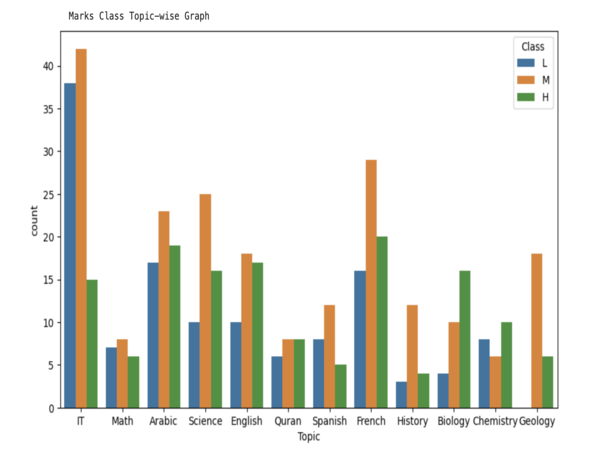 Marks Class Topic-wise Graph
Class
L
M
H
40
35
30
25
20
15
10
5
0
count
IT Math Arabic Science English Quran Spanish French History Biology Chemistry Geology
Topic